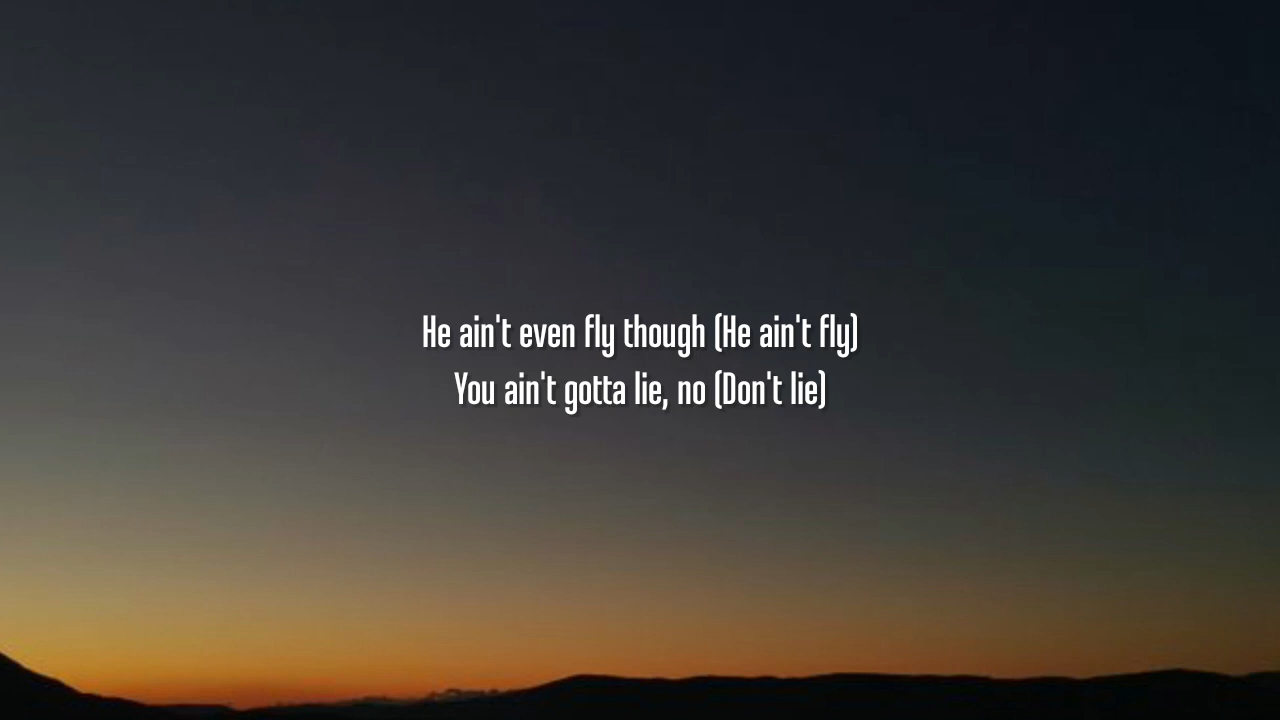 He ain't even fly though (He ain't fly)
You ain't gotta lie, no (Don't lie)